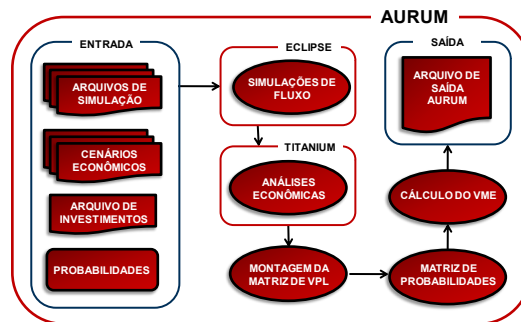 AURUM
ENTRADA
ARQUIVOS DE
SIMULAÇÃO
CENÁRIOS
ECONÔMICOS
ARQUIVO DE
INVESTIMENTOS
PROBABILIDADES
ECLIPSE
SIMULAÇÕES DE
FLUXO
TITANIUM
ANÁLISES
ECONÔMICAS
MONTAGEM DA
MATRIZ DE VPL
MATRIZ DE
PROBABILIDADES
CÁLCULO DO VME
SAÍDA
ARQUIVO DE
SAÍDA
AURUM